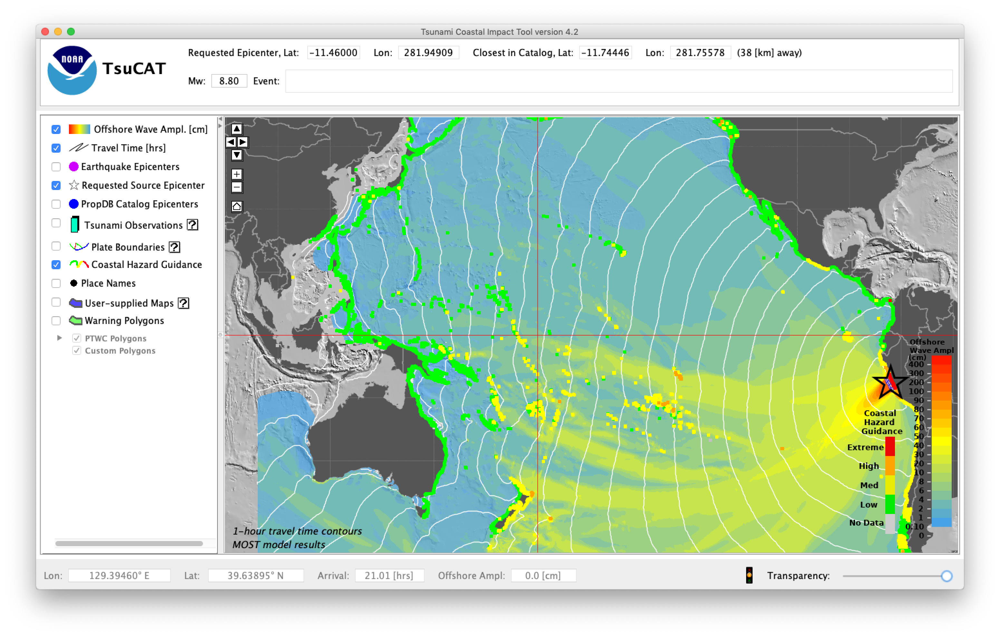 Tsunami Coastal Impact Tool version 4.2
NOAA
TsuCAT
Requested Epicenter, Lat: -11.46000 Lon: 281.94909 Closest in Catalog, Lat: -11.74446 Lon: 281.75578 (38 [km] away)
Mw: 8.80 Event:
Offshore Wave Ampl. [cm]
Travel Time [hrs]
Earthquake Epicenters
Requested Source Epicenter
PropDB Catalog Epicenters
Tsunami Observations ?
Plate Boundaries ?
Coastal Hazard Guidance
Place Names
User-supplied Maps ?
Warning Polygons
PTWC Polygons
Custom Polygons
Offshore
Wave Ampl
(cm)
400
300
200
100
90
80
70
60
50
40
30
20
10
8
6
4
2
1
0.10
0
Coastal
Hazard
Guidance
Extreme
High
Med
Low
No Data
1-hour travel time contours
MOST model results
Lon: 129.39460° E Lat: 39.63895° N Arrival: 21.01 [hrs] Offshore Ampl: 0.0 [cm] Transparency: